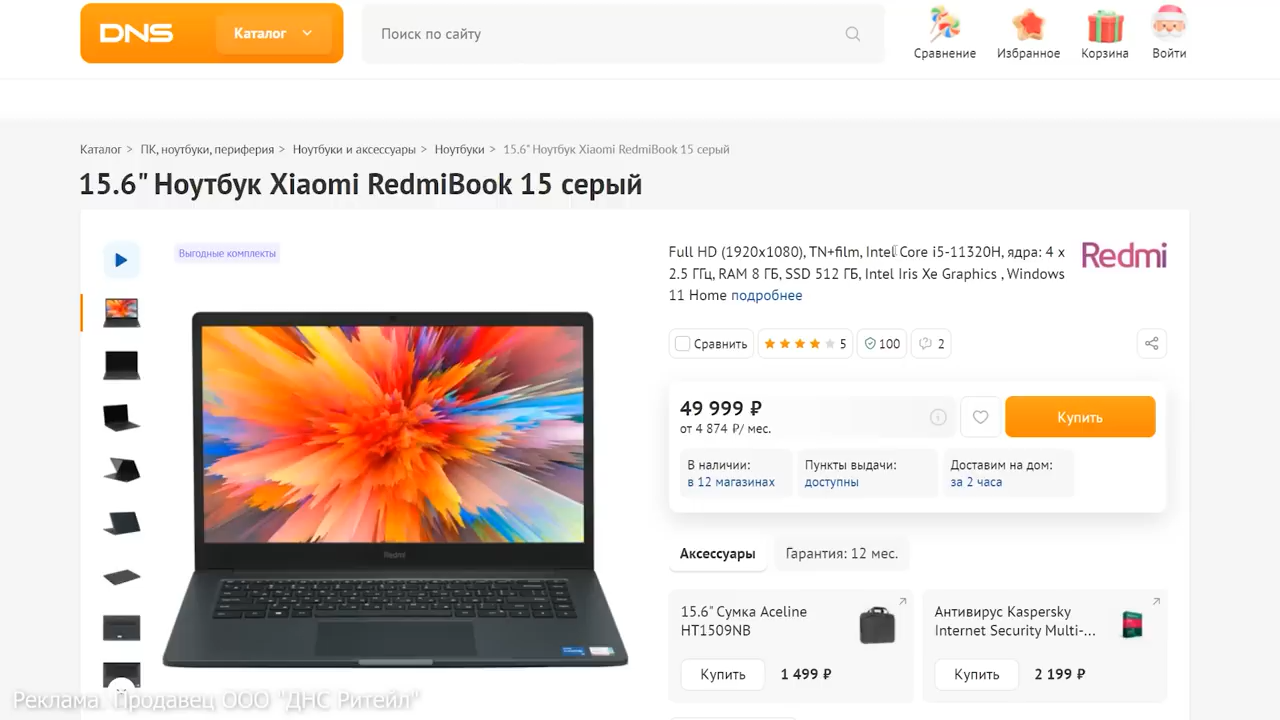 DNS
Каталог
Поиск по сайту
Сравнение
Избранное
Корзина
Войти
Каталог > ПК, ноутбуки, периферия > Ноутбуки и аксессуары > Ноутбуки > 15.6" Ноутбук Xiaomi RedmiBook 15 серый
15.6" Ноутбук Xiaomi RedmiBook 15 серый
Выгодные комплекты
Redmi
Full HD (1920x1080), TN+film, Intel Core i5-11320H, ядра: 4 x
2.5 ГГц, RAM 8 ГБ, SSD 512 ГБ, Intel Iris Xe Graphics , Windows
11 Home подробнее
Redmi
Сравнить
5
100
2
49 999 ₽
от 4 874 ₽/ мес.
Купить
В наличии:
в 12 магазинах
Пункты выдачи:
доступны
Доставим на дом:
за 2 часа
Аксессуары
Гарантия: 12 мес.
15.6" Сумка Aceline
HT1509NB
Купить
1 499 ₽
Антивирус Kaspersky
Internet Security Multi-...
Купить
2 199 ₽
Реклама. Продавец ООО "ДНС Ритейл"